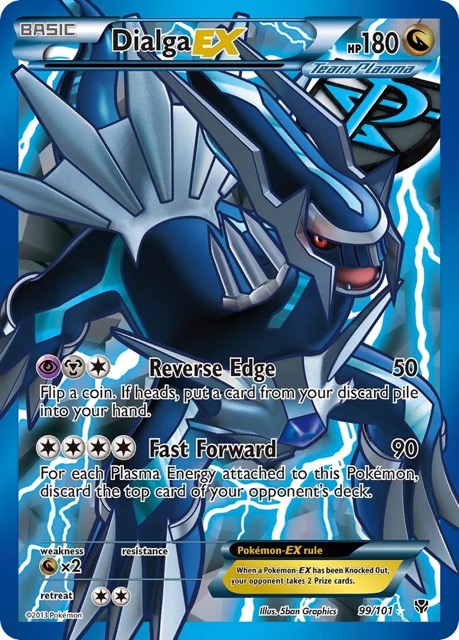 BASIC
Dialga EX
HP 180
Team Plasma
Reverse Edge 50
Flip a coin. If heads, put a card from your discard pile
into your hand.
Fast Forward 90
For each Plasma Energy attached to this Pokémon,
discard the top card of your opponent's deck.
weakness resistance
×2
Pokémon-EX rule
When a Pokémon-EX has been Knocked Out,
your opponent takes 2 Prize cards.
retreat
©2013 Pokémon
Illus. 5ban Graphics
99/101